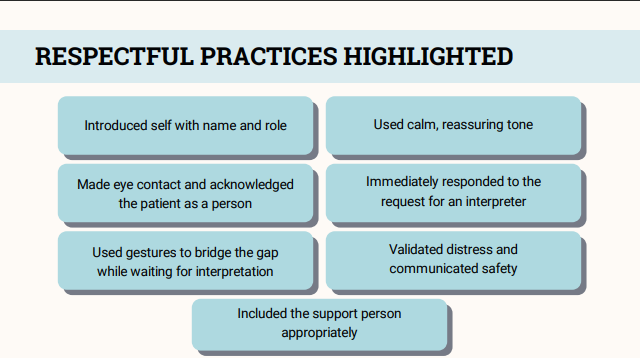 RESPECTFUL PRACTICES HIGHLIGHTED
Introduced self with name and role
Used calm, reassuring tone
Made eye contact and acknowledged
the patient as a person
Immediately responded to the
request for an interpreter
Used gestures to bridge the gap
while waiting for interpretation
Validated distress and
communicated safety
Included the support person
appropriately